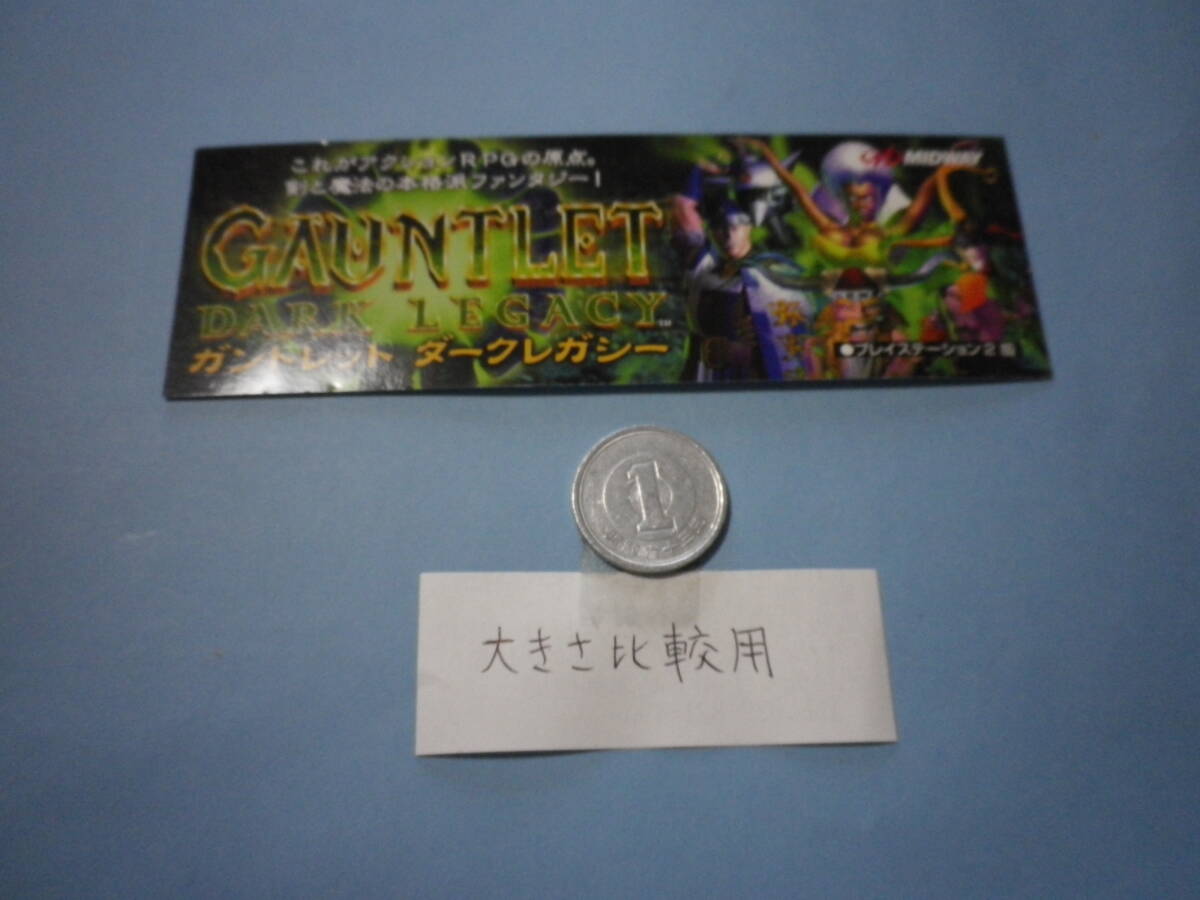 これがアクションRPGの原点。
剣と魔法の本格派ファンタジー！
MIDWAY
GAUNTLET
DARK LEGACY™
ガントレット ダークレガシー
●プレイステーション2版
1
大きさ比較用